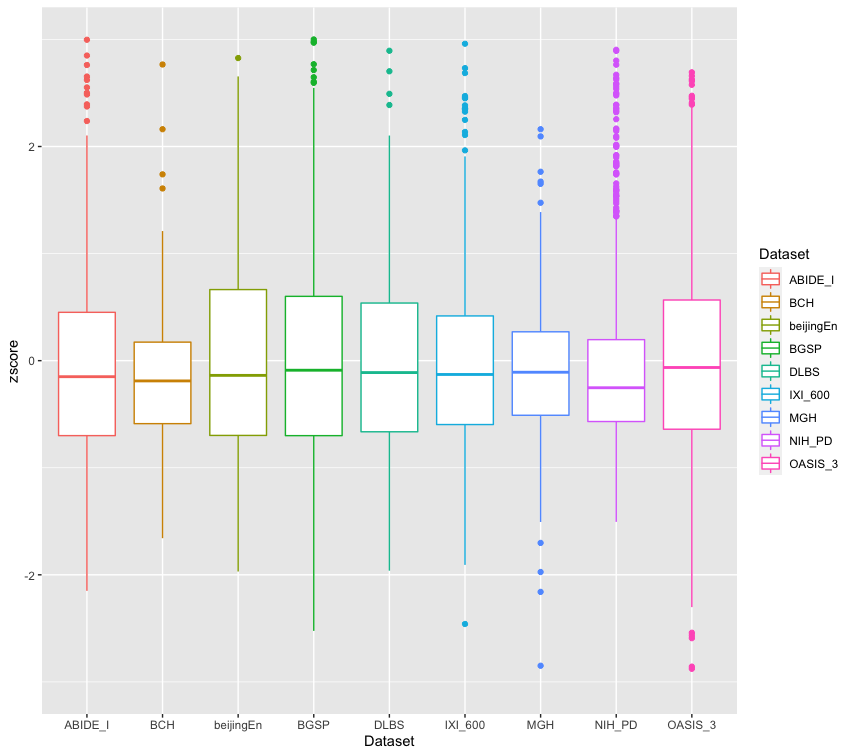 zscore
2
0
-2
ABIDE_I BCH beijingEn BGSP DLBS IXI_600 MGH NIH_PD OASIS_3
Dataset
Dataset
ABIDE_I
BCH
beijingEn
BGSP
DLBS
IXI_600
MGH
NIH_PD
OASIS_3